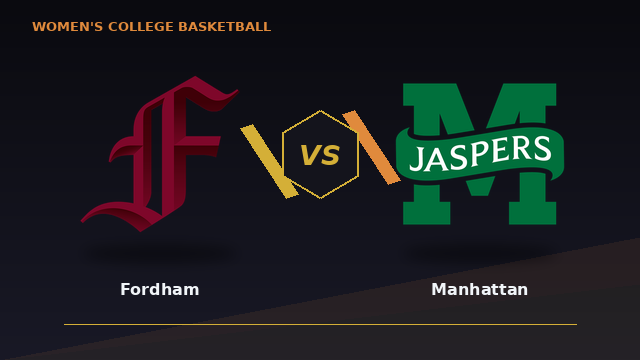 WOMEN'S COLLEGE BASKETBALL
F
VS
M
JASPERS
Fordham
Manhattan